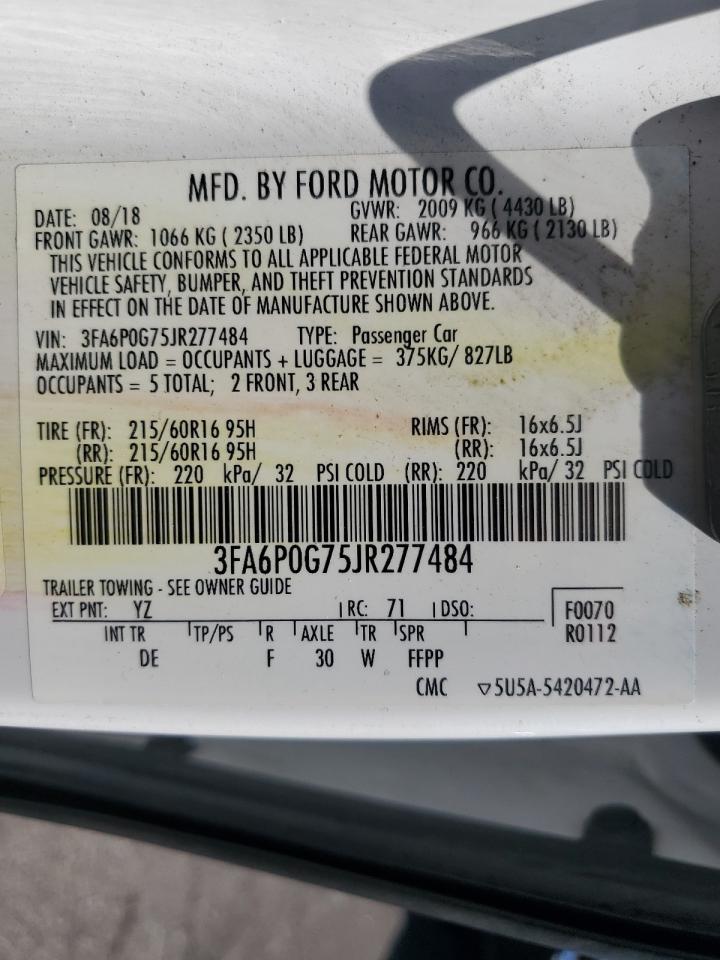 MFD. BY FORD MOTOR CO.
DATE: 08/18 GVWR: 2009 KG ( 4430 LB)
FRONT GAWR: 1066 KG ( 2350 LB) REAR GAWR: 966 KG ( 2130 LB)
THIS VEHICLE CONFORMS TO ALL APPLICABLE FEDERAL MOTOR
VEHICLE SAFETY, BUMPER, AND THEFT PREVENTION STANDARDS
IN EFFECT ON THE DATE OF MANUFACTURE SHOWN ABOVE.
VIN: 3FA6P0G75JR277484 TYPE: Passenger Car
MAXIMUM LOAD = OCCUPANTS + LUGGAGE = 375KG/ 827LB
OCCUPANTS = 5 TOTAL; 2 FRONT, 3 REAR
TIRE (FR): 215/60R16 95H RIMS (FR): 16x6.5J
(RR): 215/60R16 95H (RR): 16x6.5J
PRESSURE (FR): 220 kPa/ 32 PSI COLD (RR): 220 kPa/ 32 PSI COLD
3FA6P0G75JR277484
TRAILER TOWING - SEE OWNER GUIDE
EXT PNT: YZ RC: 71 DSO: F0070
INT TR TP/PS R AXLE TR SPR R0112
DE F 30 W FFPP
CMC ▽5U5A-5420472-AA